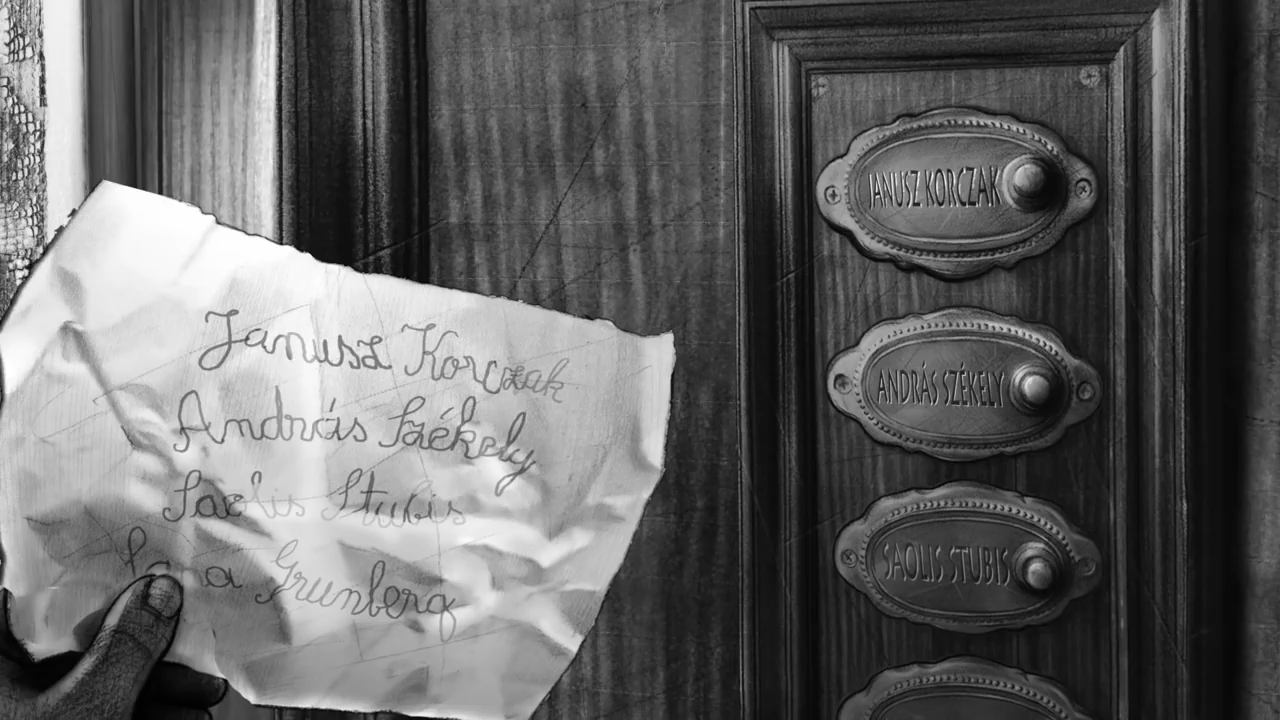 Janusz Korczak
András Székely
Saolis Stubis
Grunberg
JANUSZ KORCZAK
ANDRÁS SZÉKELY
SAOLIS STUBIS